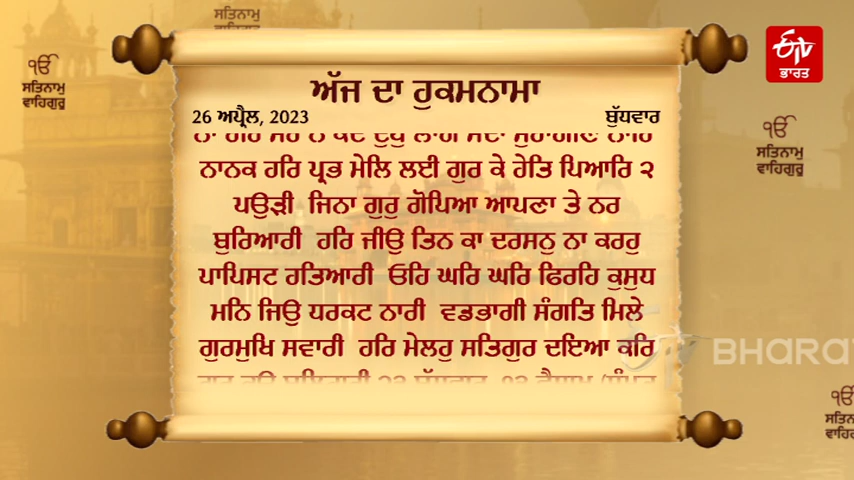 ਸਤਿਨਾਮੁ
ਵਾਹਿਗੁਰੂ
ੴ
ਸਤਿਨਾਮੁ
ਵਾਹਿਗੁਰੂ
ETV
ਭਾਰਤ
ਅੱਜ ਦਾ ਹੁਕਮਨਾਮਾ
26 ਅਪ੍ਰੈਲ, 2023 ਬੁੱਧਵਾਰ
ਨਾਨਕ ਹਰਿ ਪ੍ਰਭ ਮੇਲਿ ਲਈ ਗੁਰ ਕੇ ਹੇਤਿ ਪਿਆਰਿ ੨
ਪਉੜੀ ਜਿਨਾ ਗੁਰੁ ਗੋਪਿਆ ਆਪਣਾ ਤੇ ਨਰ
ਬੁਰਿਆਰੀ ਹਰਿ ਜੀਉ ਤਿਨ ਕਾ ਦਰਸਨੁ ਨਾ ਕਰਹੁ
ਪਾਪਿਸਟ ਹਤਿਆਰੀ ਓਹਿ ਘਰਿ ਘਰਿ ਫਿਰਹਿ ਕੁਸੁਧ
ਮਨਿ ਜਿਉ ਧਰਕਟ ਨਾਰੀ ਵਡਭਾਗੀ ਸੰਗਤਿ ਮਿਲੇ
ਗੁਰਮੁਖਿ ਸਵਾਰੀ ਹਰਿ ਮੇਲਹੁ ਸਤਿਗੁਰ ਦਇਆ ਕਰਿ
ੴ
ਸਤਿਨਾਮੁ
ਵਾਹਿਗੁਰੂ
ETV BHARAT
ੴ